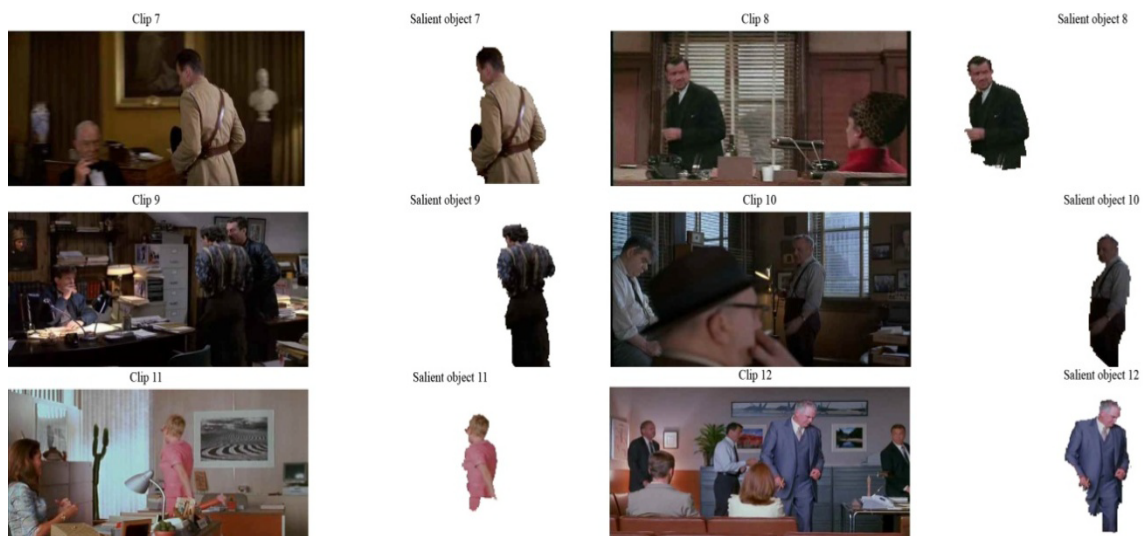 Clip 7
Salient object 7
Clip 8
Salient object 8
Clip 9
Salient object 9
Clip 10
Salient object 10
Clip 11
Salient object 11
Clip 12
Salient object 12